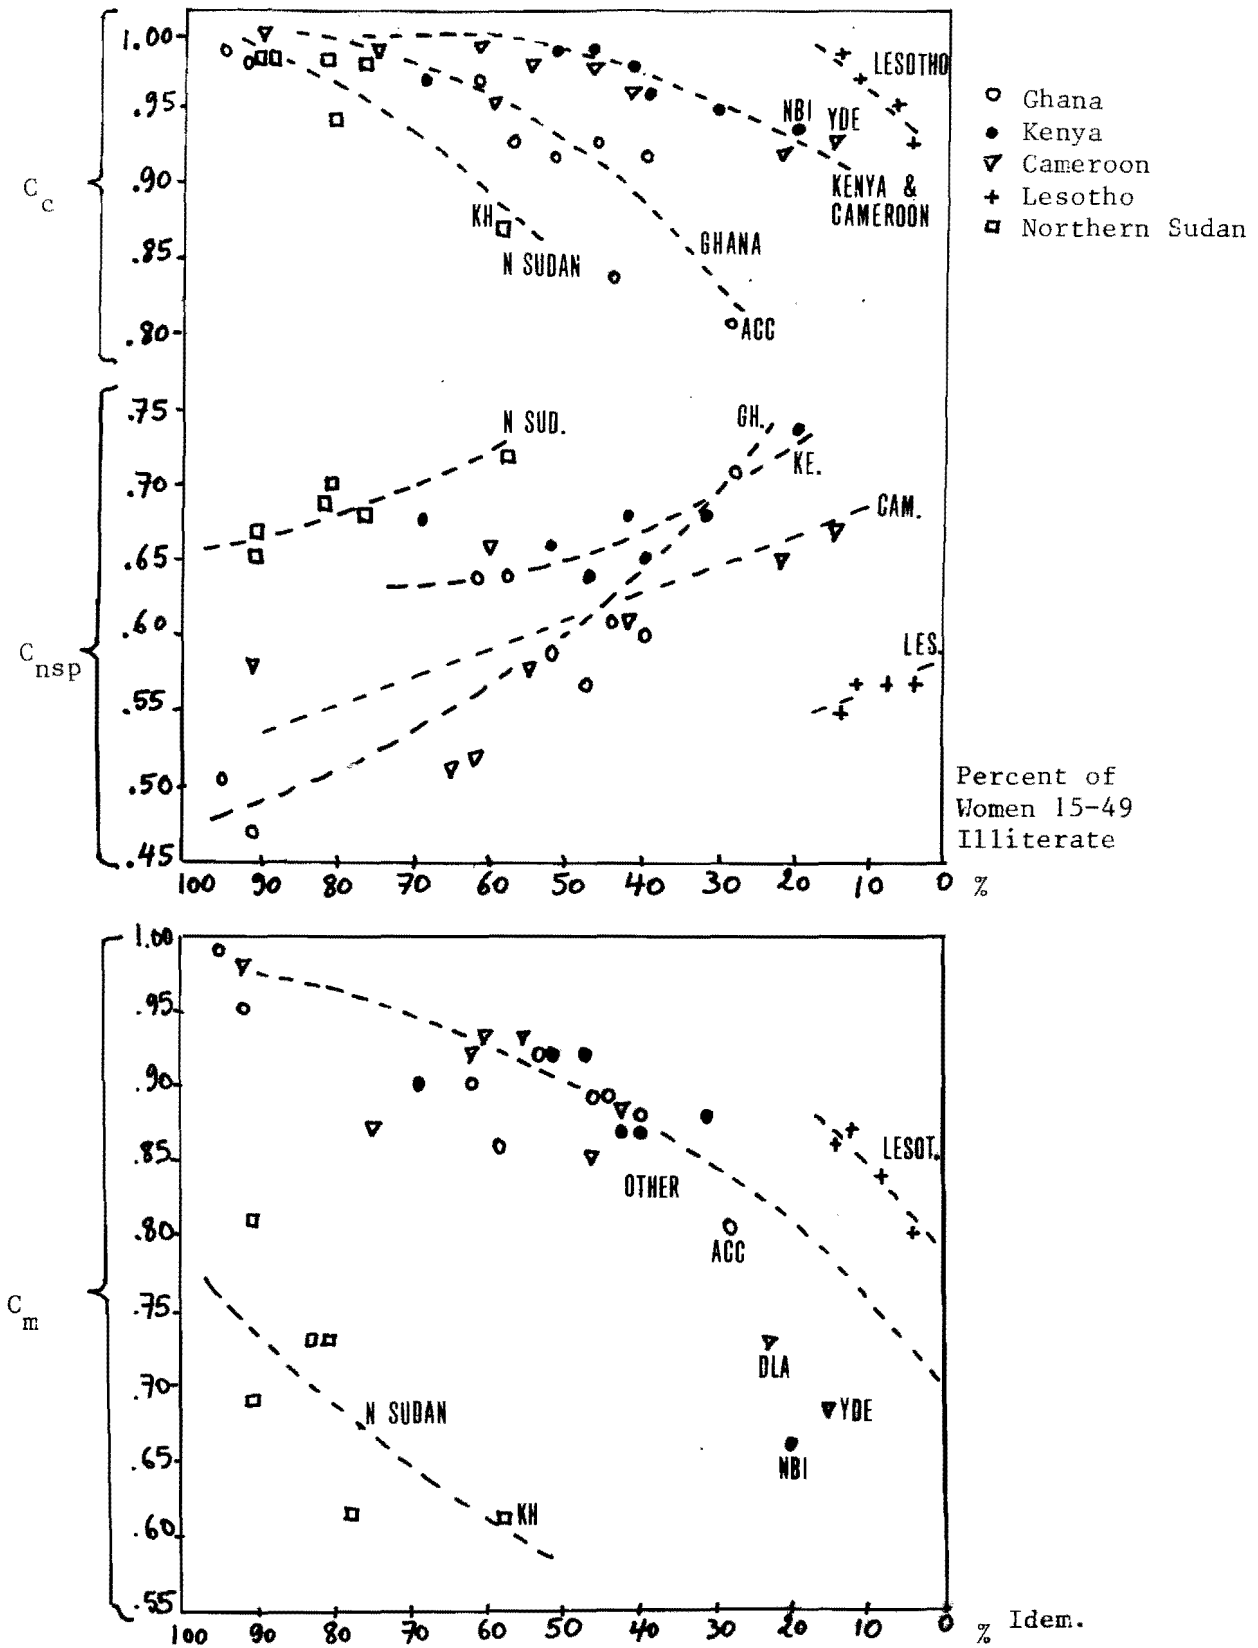 1.00
.95
.90
.85
.80
C_c
LESOTHO
NBI
YDE
KENYA &
CAMEROON
KH
N SUDAN
GHANA
ACC
Ghana
Kenya
Cameroon
Lesotho
Northern Sudan
.75
.70
.65
.60
.55
.50
.45
C_nsp
N SUD.
GH.
KE.
CAM.
LES.
Percent of
Women 15-49
Illiterate
100 90 80 70 60 50 40 30 20 10 0 %
1.00
.95
.90
.85
.80
.75
.70
.65
.60
.55
C_m
LESOT.
OTHER
ACC
DLA
YDE
NBI
N SUDAN
KH
100 90 80 70 60 50 40 30 20 10 0 % Idem.